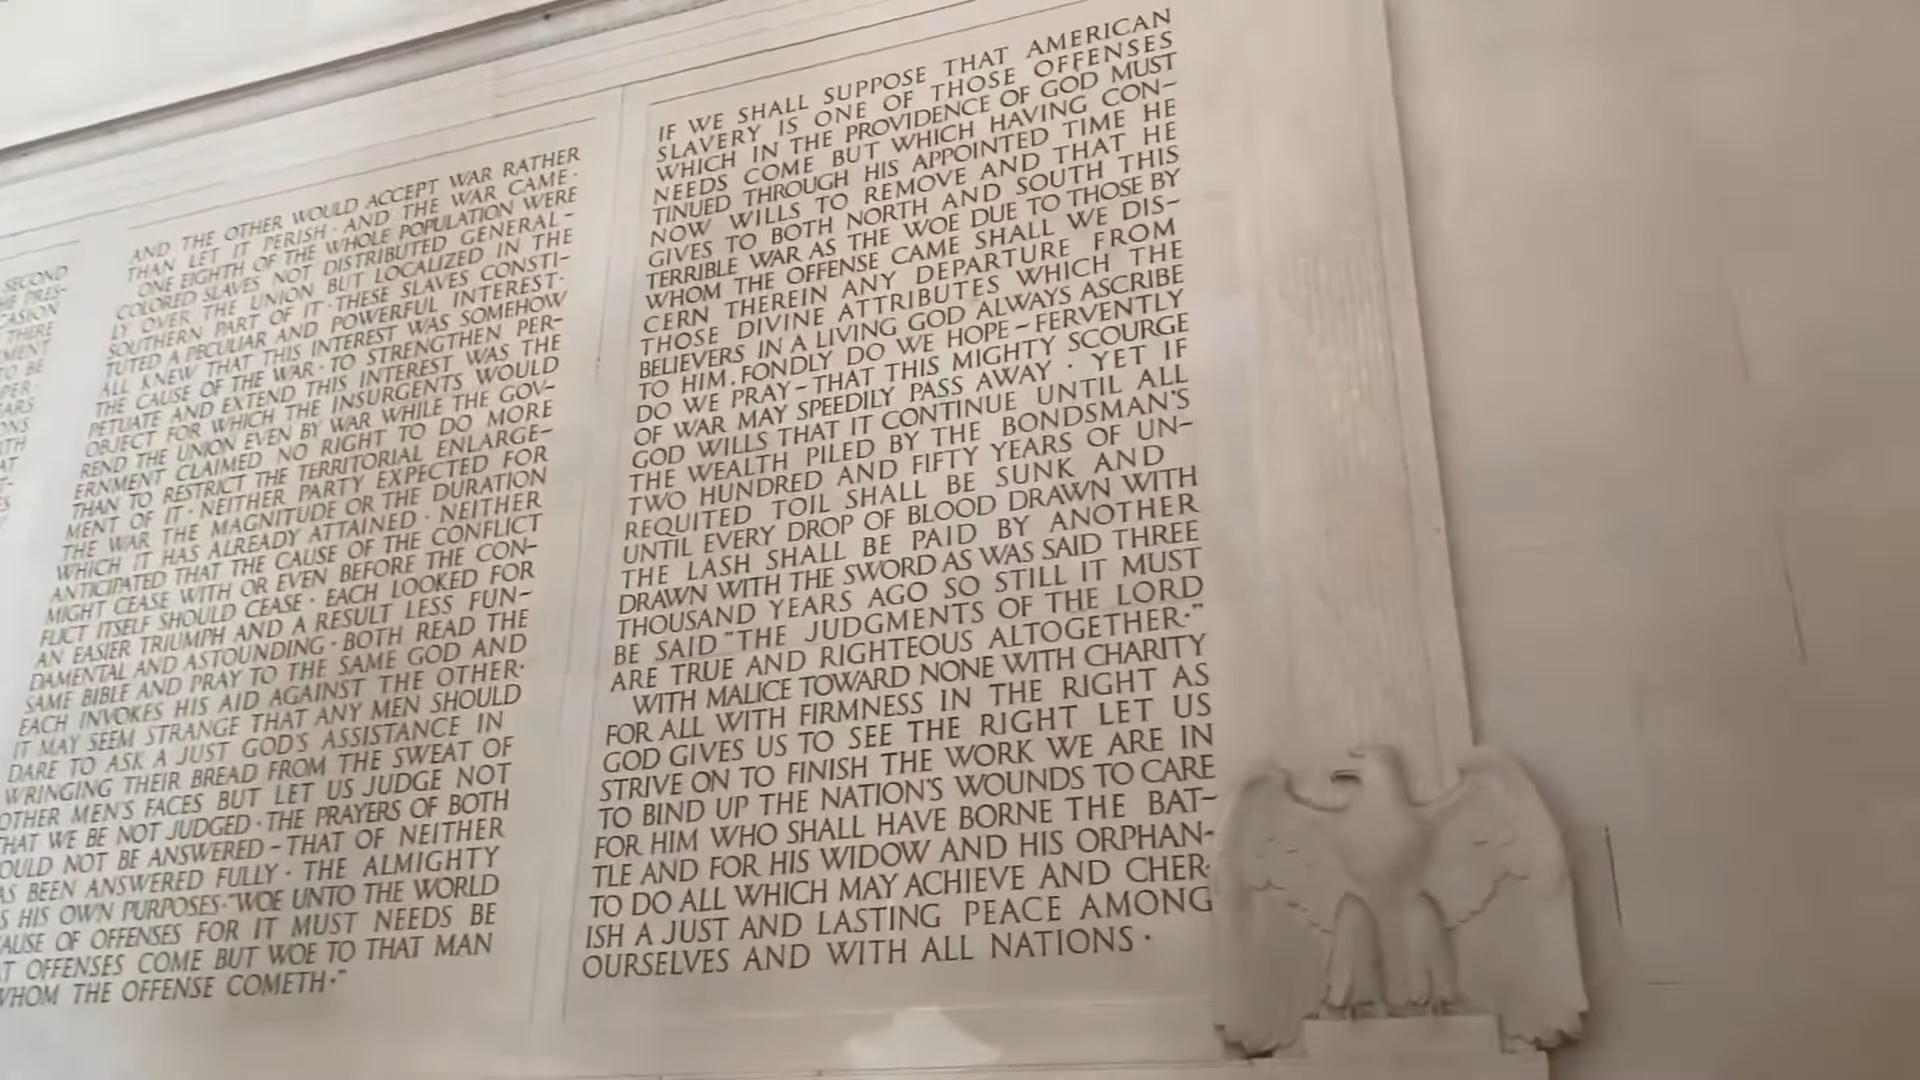 SECOND
PRES-
CASION
THERE
MENT
TO BE
PER-
EARS
ONS
TH
AT
T-
ES
AND THE OTHER WOULD ACCEPT WAR RATHER
THAN LET IT PERISH · AND THE WAR CAME ·
ONE EIGHTH OF THE WHOLE POPULATION WERE
COLORED SLAVES NOT DISTRIBUTED GENERAL-
LY OVER THE UNION BUT LOCALIZED IN THE
SOUTHERN PART OF IT · THESE SLAVES CONSTI-
TUTED A PECULIAR AND POWERFUL INTEREST ·
ALL KNEW THAT THIS INTEREST WAS SOMEHOW
THE CAUSE OF THE WAR · TO STRENGTHEN PER-
PETUATE AND EXTEND THIS INTEREST WAS THE
OBJECT FOR WHICH THE INSURGENTS WOULD
REND THE UNION EVEN BY WAR WHILE THE GOV-
ERNMENT CLAIMED NO RIGHT TO DO MORE
THAN TO RESTRICT THE TERRITORIAL ENLARGE-
MENT OF IT · NEITHER PARTY EXPECTED FOR
THE WAR THE MAGNITUDE OR THE DURATION
WHICH IT HAS ALREADY ATTAINED · NEITHER
ANTICIPATED THAT THE CAUSE OF THE CONFLICT
MIGHT CEASE WITH OR EVEN BEFORE THE CON-
FLICT ITSELF SHOULD CEASE · EACH LOOKED FOR
AN EASIER TRIUMPH AND A RESULT LESS FUN-
DAMENTAL AND ASTOUNDING · BOTH READ THE
SAME BIBLE AND PRAY TO THE SAME GOD AND
EACH INVOKES HIS AID AGAINST THE OTHER ·
IT MAY SEEM STRANGE THAT ANY MEN SHOULD
DARE TO ASK A JUST GOD'S ASSISTANCE IN
WRINGING THEIR BREAD FROM THE SWEAT OF
OTHER MEN'S FACES BUT LET US JUDGE NOT
HAT WE BE NOT JUDGED · THE PRAYERS OF BOTH
OULD NOT BE ANSWERED – THAT OF NEITHER
AS BEEN ANSWERED FULLY · THE ALMIGHTY
S HIS OWN PURPOSES · "WOE UNTO THE WORLD
AUSE OF OFFENSES FOR IT MUST NEEDS BE
T OFFENSES COME BUT WOE TO THAT MAN
WHOM THE OFFENSE COMETH · "
IF WE SHALL SUPPOSE THAT AMERICAN
SLAVERY IS ONE OF THOSE OFFENSES
WHICH IN THE PROVIDENCE OF GOD MUST
NEEDS COME BUT WHICH HAVING CON-
TINUED THROUGH HIS APPOINTED TIME HE
NOW WILLS TO REMOVE AND THAT HE
GIVES TO BOTH NORTH AND SOUTH THIS
TERRIBLE WAR AS THE WOE DUE TO THOSE BY
WHOM THE OFFENSE CAME SHALL WE DIS-
CERN THEREIN ANY DEPARTURE FROM
THOSE DIVINE ATTRIBUTES WHICH THE
BELIEVERS IN A LIVING GOD ALWAYS ASCRIBE
TO HIM. FONDLY DO WE HOPE – FERVENTLY
DO WE PRAY – THAT THIS MIGHTY SCOURGE
OF WAR MAY SPEEDILY PASS AWAY · YET IF
GOD WILLS THAT IT CONTINUE UNTIL ALL
THE WEALTH PILED BY THE BONDSMAN'S
TWO HUNDRED AND FIFTY YEARS OF UN-
REQUITED TOIL SHALL BE SUNK AND
UNTIL EVERY DROP OF BLOOD DRAWN WITH
THE LASH SHALL BE PAID BY ANOTHER
DRAWN WITH THE SWORD AS WAS SAID THREE
THOUSAND YEARS AGO SO STILL IT MUST
BE SAID "THE JUDGMENTS OF THE LORD
ARE TRUE AND RIGHTEOUS ALTOGETHER · "
WITH MALICE TOWARD NONE WITH CHARITY
FOR ALL WITH FIRMNESS IN THE RIGHT AS
GOD GIVES US TO SEE THE RIGHT LET US
STRIVE ON TO FINISH THE WORK WE ARE IN
TO BIND UP THE NATION'S WOUNDS TO CARE
FOR HIM WHO SHALL HAVE BORNE THE BAT-
TLE AND FOR HIS WIDOW AND HIS ORPHAN-
TO DO ALL WHICH MAY ACHIEVE AND CHER-
ISH A JUST AND LASTING PEACE AMONG
OURSELVES AND WITH ALL NATIONS ·